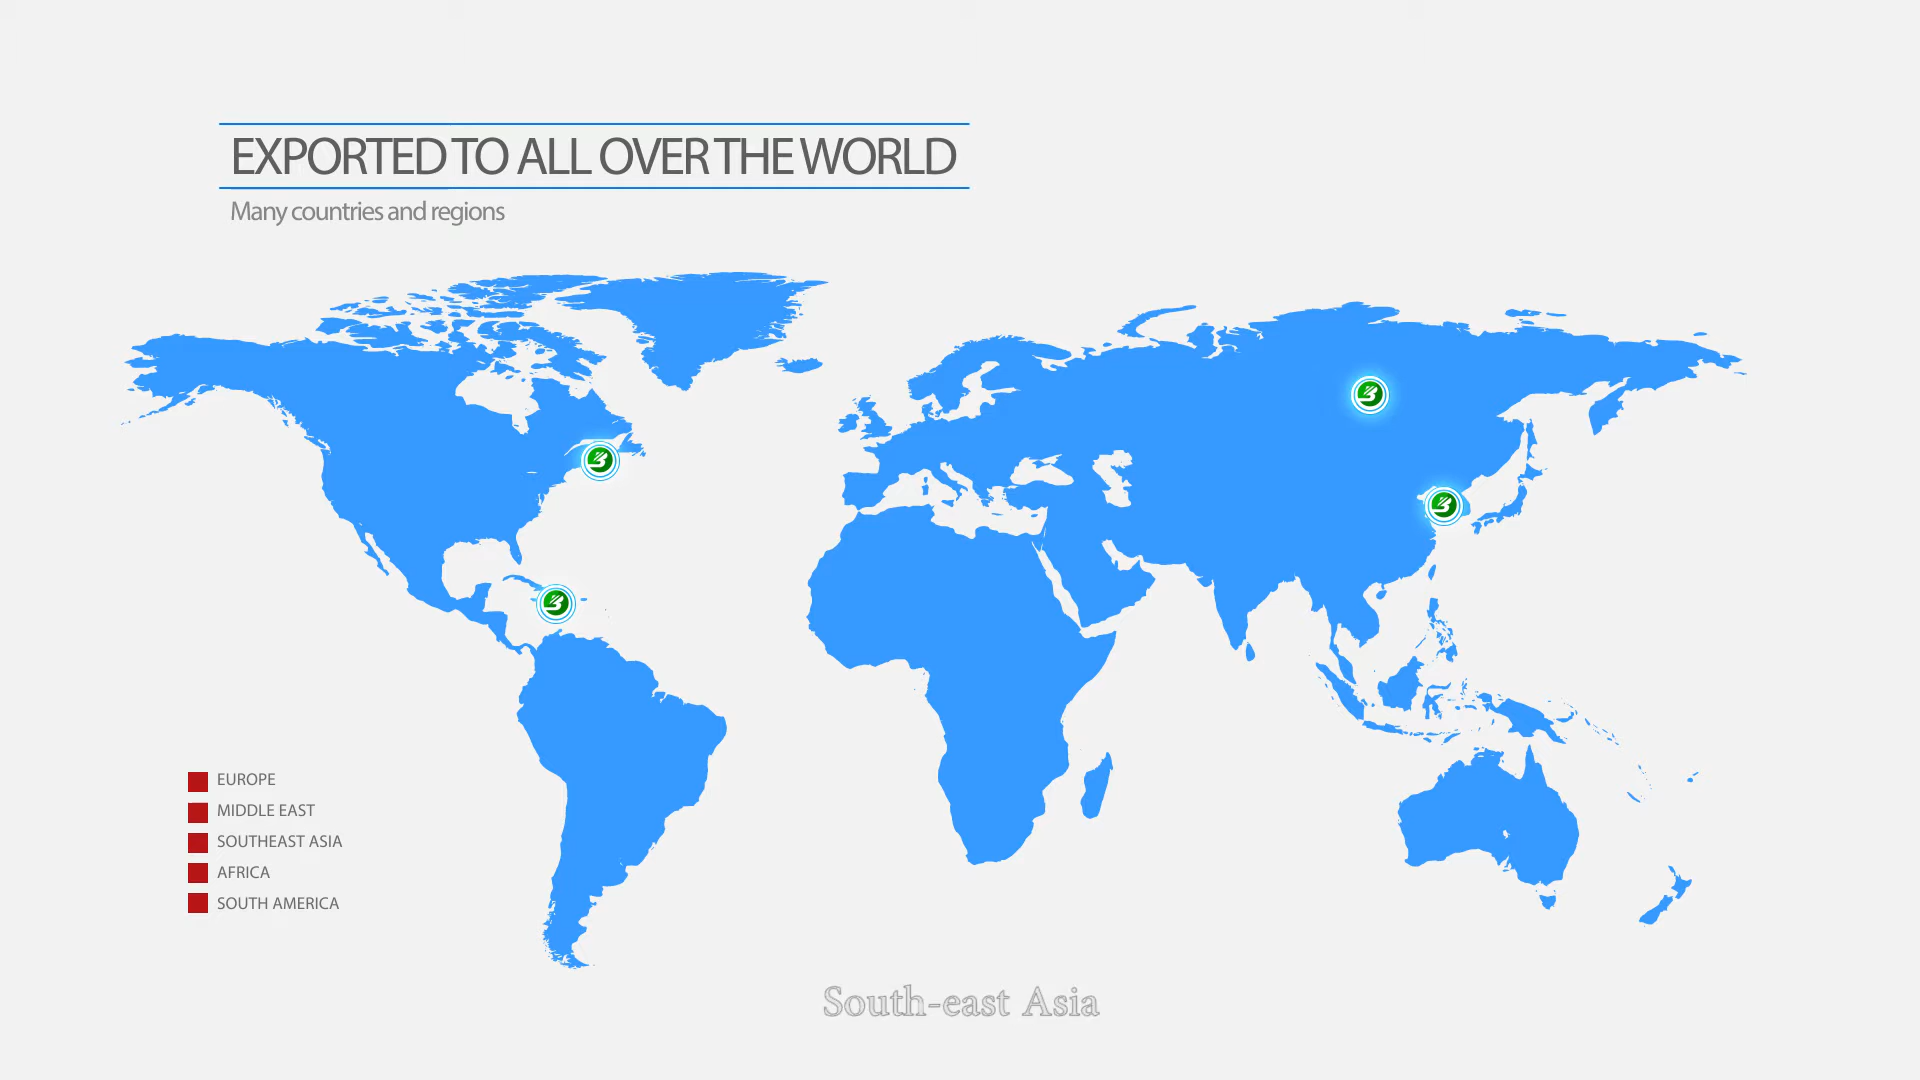 EXPORTED TO ALL OVER THE WORLD
Many countries and regions
EUROPE
MIDDLE EAST
SOUTHEAST ASIA
AFRICA
SOUTH AMERICA
South-east Asia